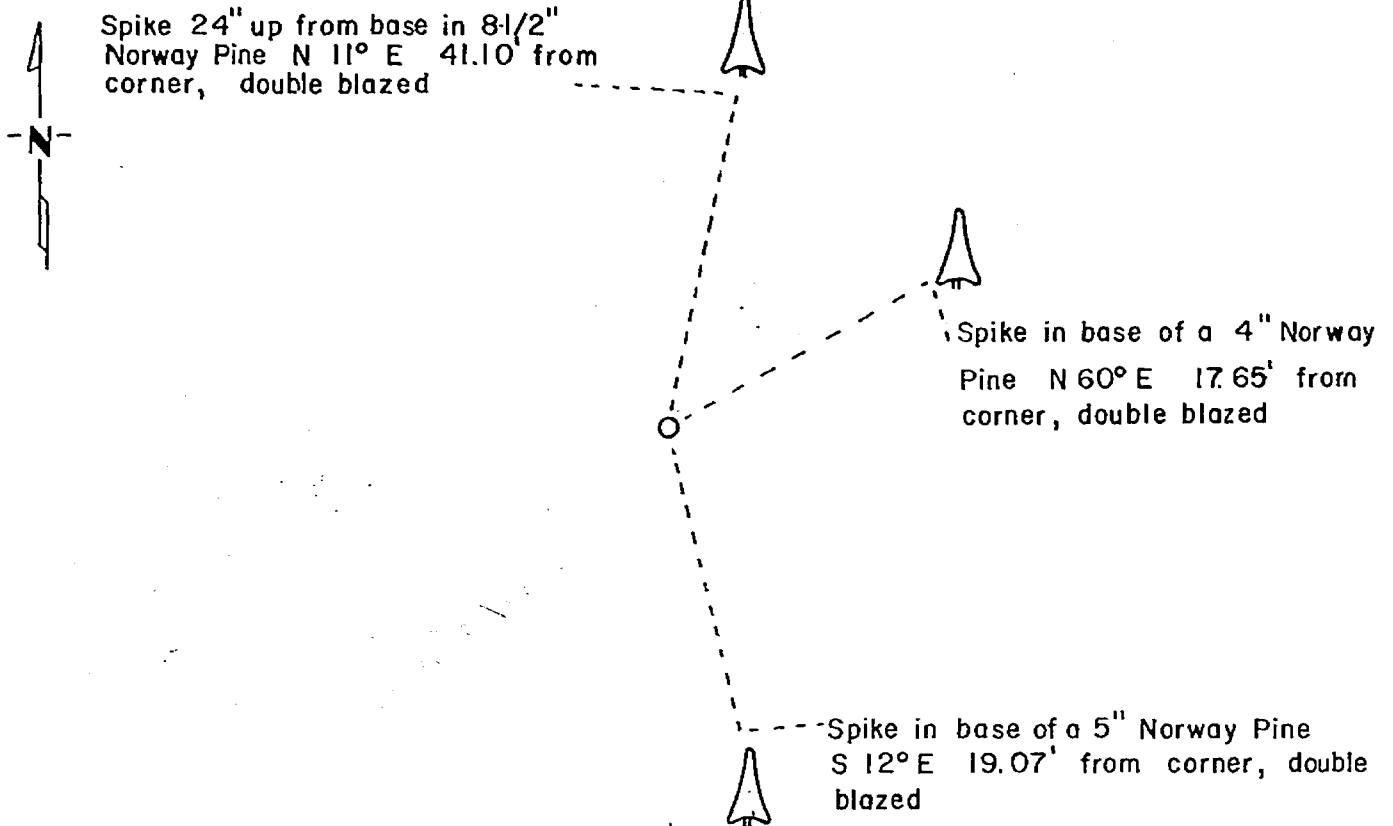 Spike 24" up from base in 8-1/2"
Norway Pine N 11° E 41.10' from
corner, double blazed
N
Spike in base of a 4" Norway
Pine N 60° E 17.65' from
corner, double blazed
Spike in base of a 5" Norway Pine
S 12° E 19.07' from corner, double
blazed